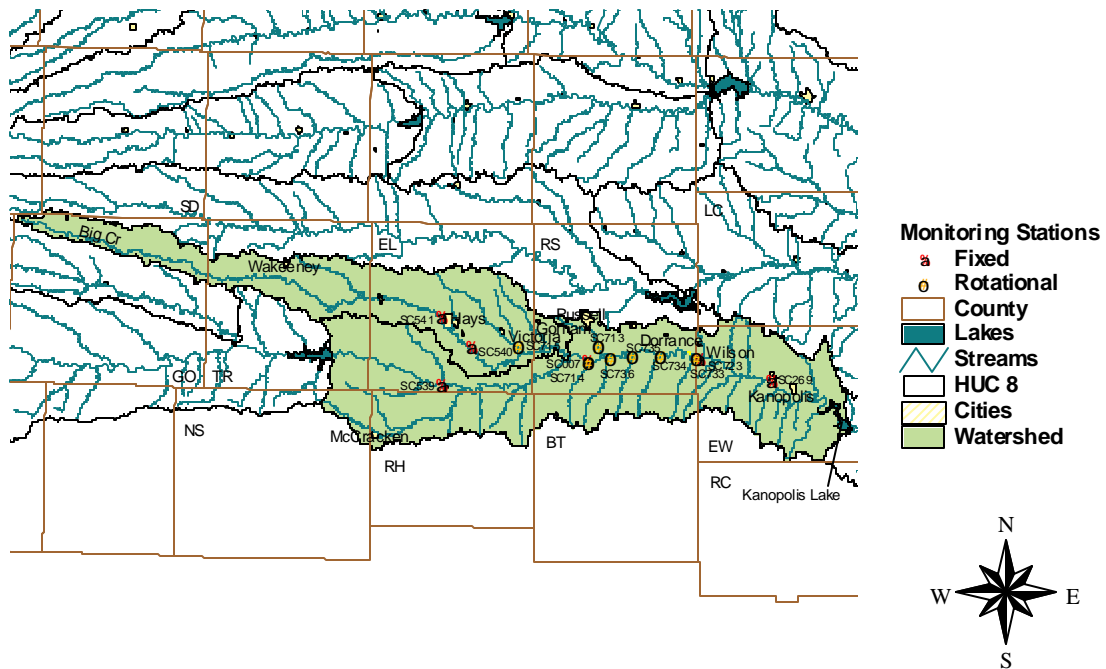 SD
LC
Big Cr
EL
RS
Wakeeney
Monitoring Stations
Fixed
Rotational
County
Lakes
Streams
HUC 8
Cities
Watershed
SC541
Hays
Russell
Gorham
Victoria
SC713
Dorrance
SC540
SC007
SC735
Wilson
SC714
SC736
SC734
SC733
SC723
SC269
GO
TR
SC539
Kanopolis
NS
McCracken
BT
EW
RH
RC
Kanopolis Lake
N
W
E
S